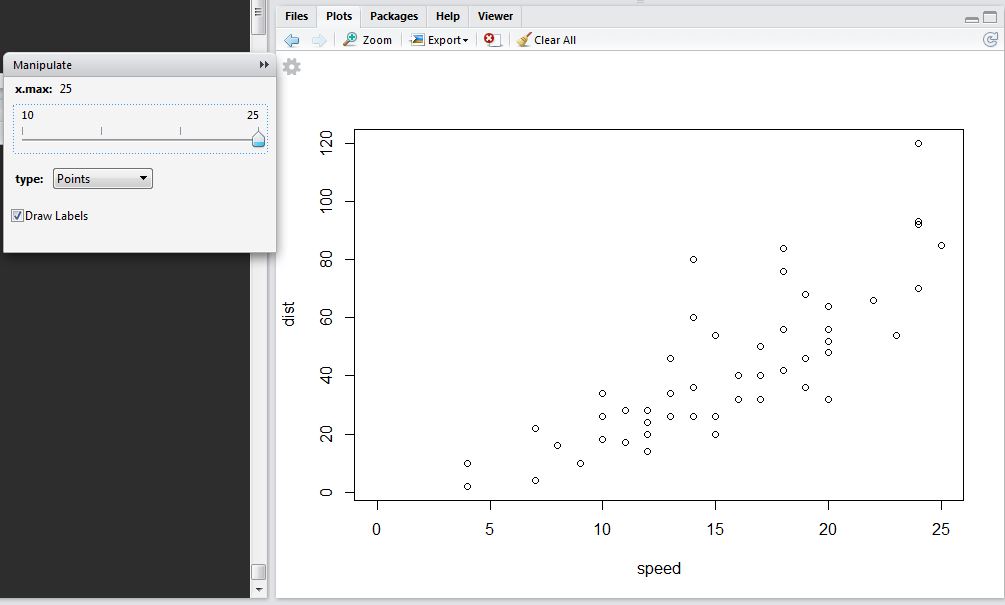 Files Plots Packages Help Viewer
Zoom Export Clear All
Manipulate
x.max: 25
10 25
type: Points
Draw Labels
dist
120
100
80
60
40
20
0
0 5 10 15 20 25
speed